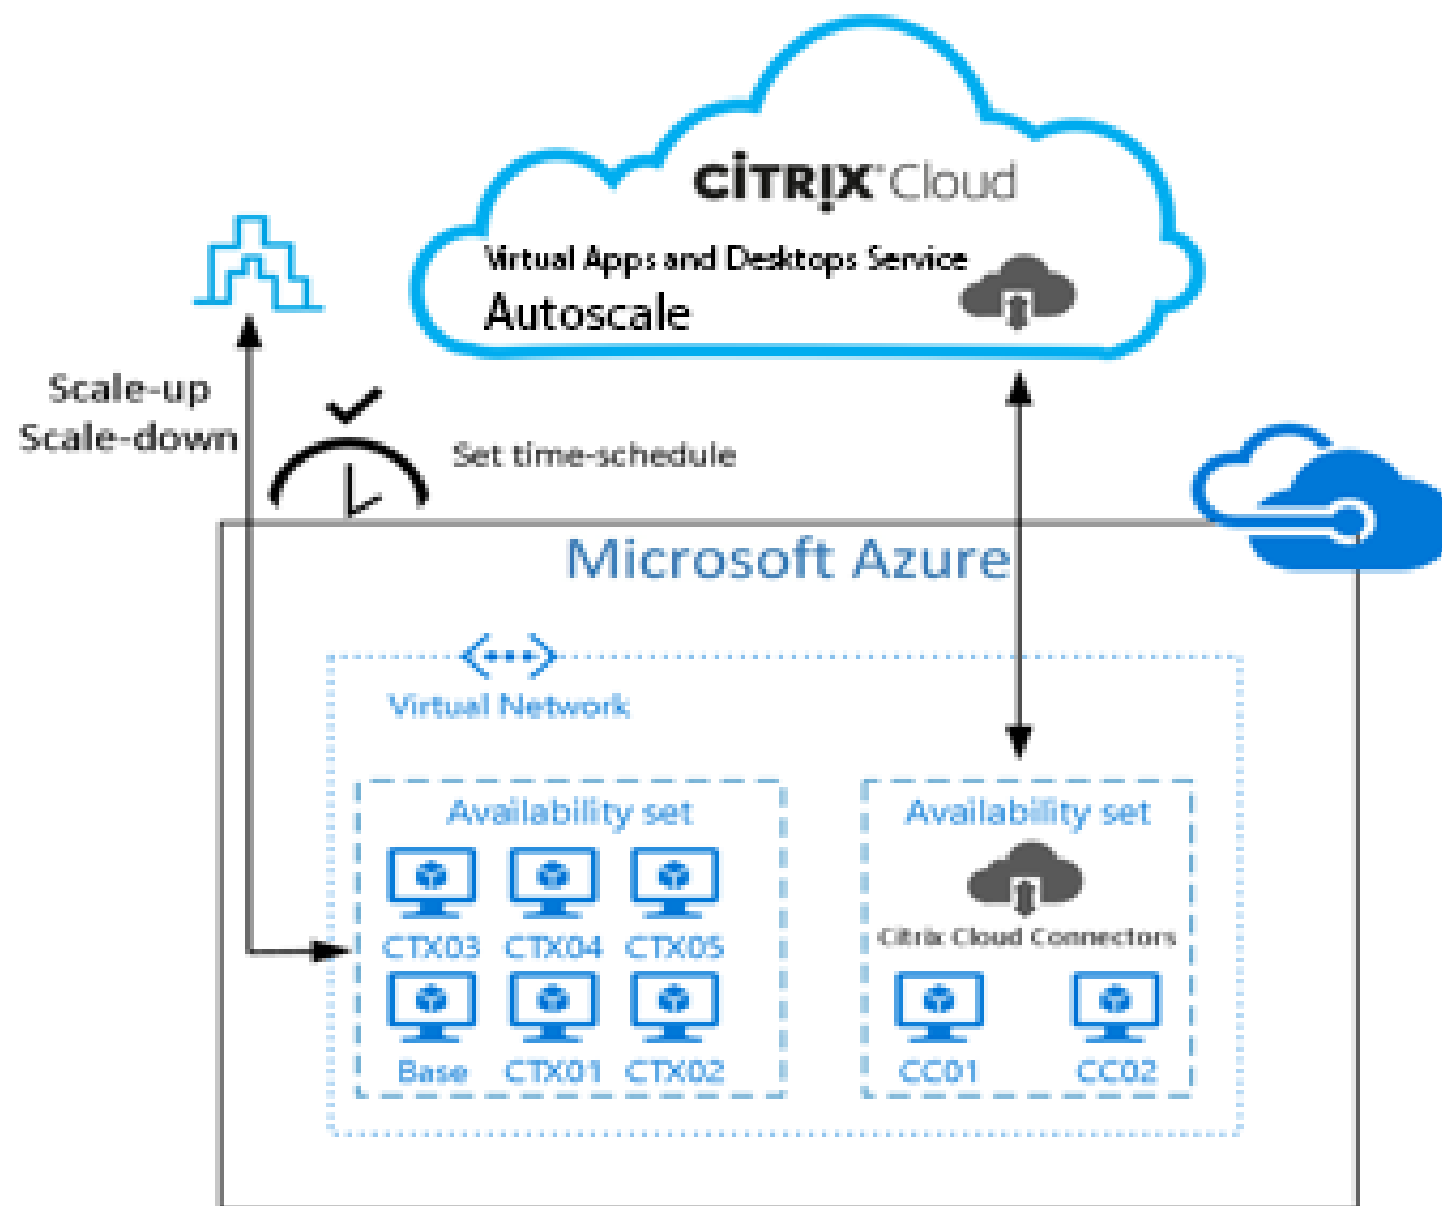 CiTRiX Cloud
Virtual Apps and Desktops Service
Autoscale
Scale-up
Scale-down
Set time-schedule
Microsoft Azure
Virtual Network
Availability set
CTX03 CTX04 CTX05
Base CTX01 CTX02
Availability set
Citrix Cloud Connectors
CC01 CC02